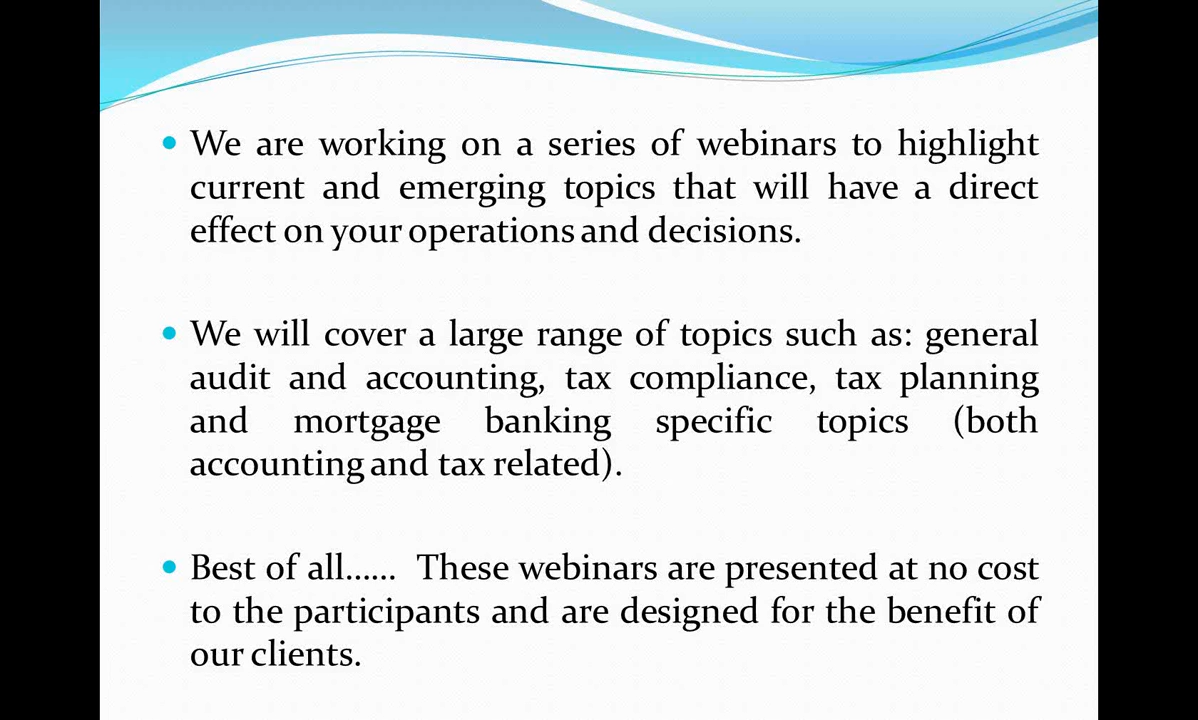 We are working on a series of webinars to highlight
current and emerging topics that will have a direct
effect on your operations and decisions.
We will cover a large range of topics such as: general
audit and accounting, tax compliance, tax planning
and mortgage banking specific topics (both
accounting and tax related).
Best of all...... These webinars are presented at no cost
to the participants and are designed for the benefit of
our clients.